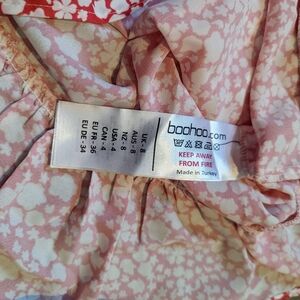 UK - 8
AUS - 8
NZ - 8
USA - 4
CAN - 4
EU FR - 36
EU DE - 34
boohoo.com
KEEP AWAY
FROM FIRE
Made in Turkey